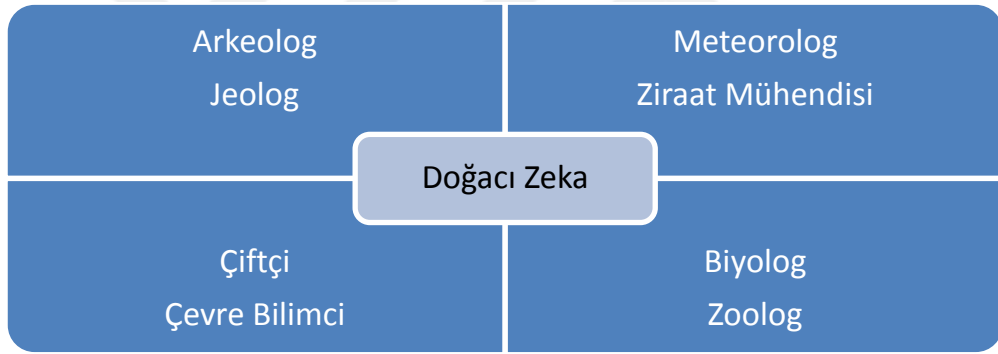 Arkeolog
Jeolog
Meteorolog
Ziraat Mühendisi
Doğacı Zeka
Çiftçi
Çevre Bilimci
Biyolog
Zoolog